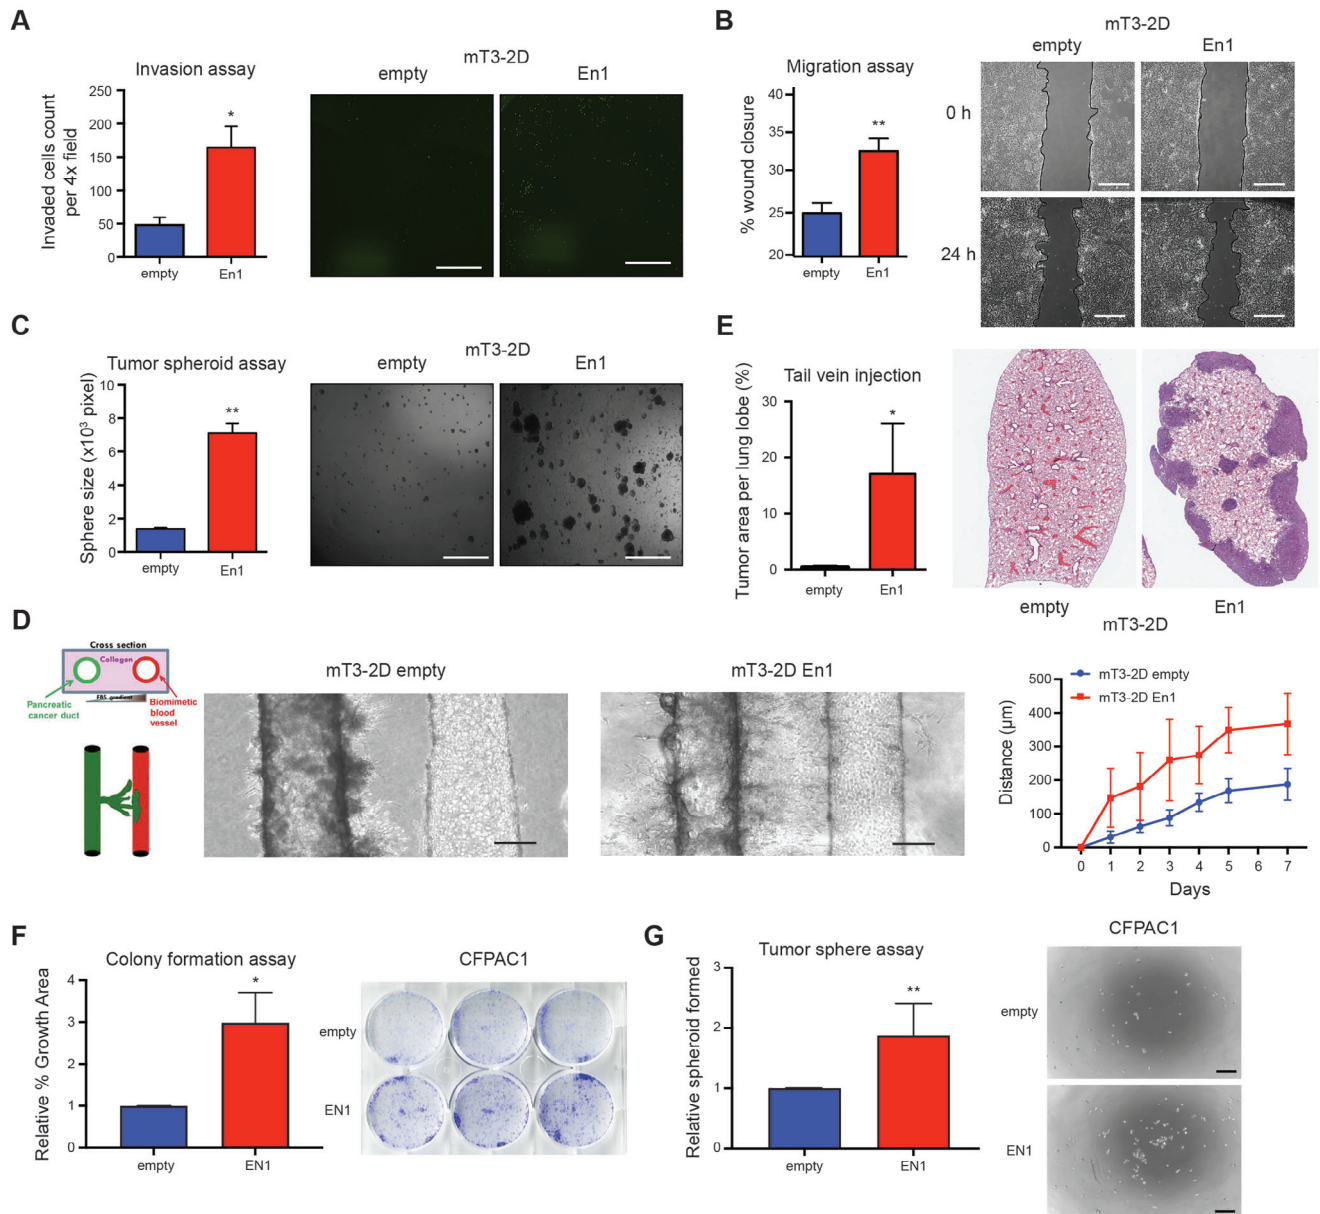 A
Invasion assay
Invaded cells count
per 4x field
250
200
150
100
50
0
*
empty
En1
mT3-2D
empty
En1
B
Migration assay
% wound closure
40
35
30
25
20
**
empty
En1
mT3-2D
empty
En1
0 h
24 h
C
Tumor spheroid assay
Sphere size (x10³ pixel)
10
8
6
4
2
0
**
empty
En1
mT3-2D
empty
En1
E
Tail vein injection
Tumor area per lung lobe (%)
30
20
10
0
*
empty
En1
empty
En1
mT3-2D
D
Cross section
Collagen
FBS gradient
Pancreatic
cancer duct
Biomimetic
blood
vessel
mT3-2D empty
mT3-2D En1
mT3-2D empty
mT3-2D En1
Distance (μm)
500
400
300
200
100
0
0 1 2 3 4 5 6 7
Days
F
Colony formation assay
Relative % Growth Area
4
3
2
1
0
*
empty
EN1
CFPAC1
empty
EN1
G
Tumor sphere assay
Relative spheroid formed
3
2
1
0
**
empty
EN1
CFPAC1
empty
EN1